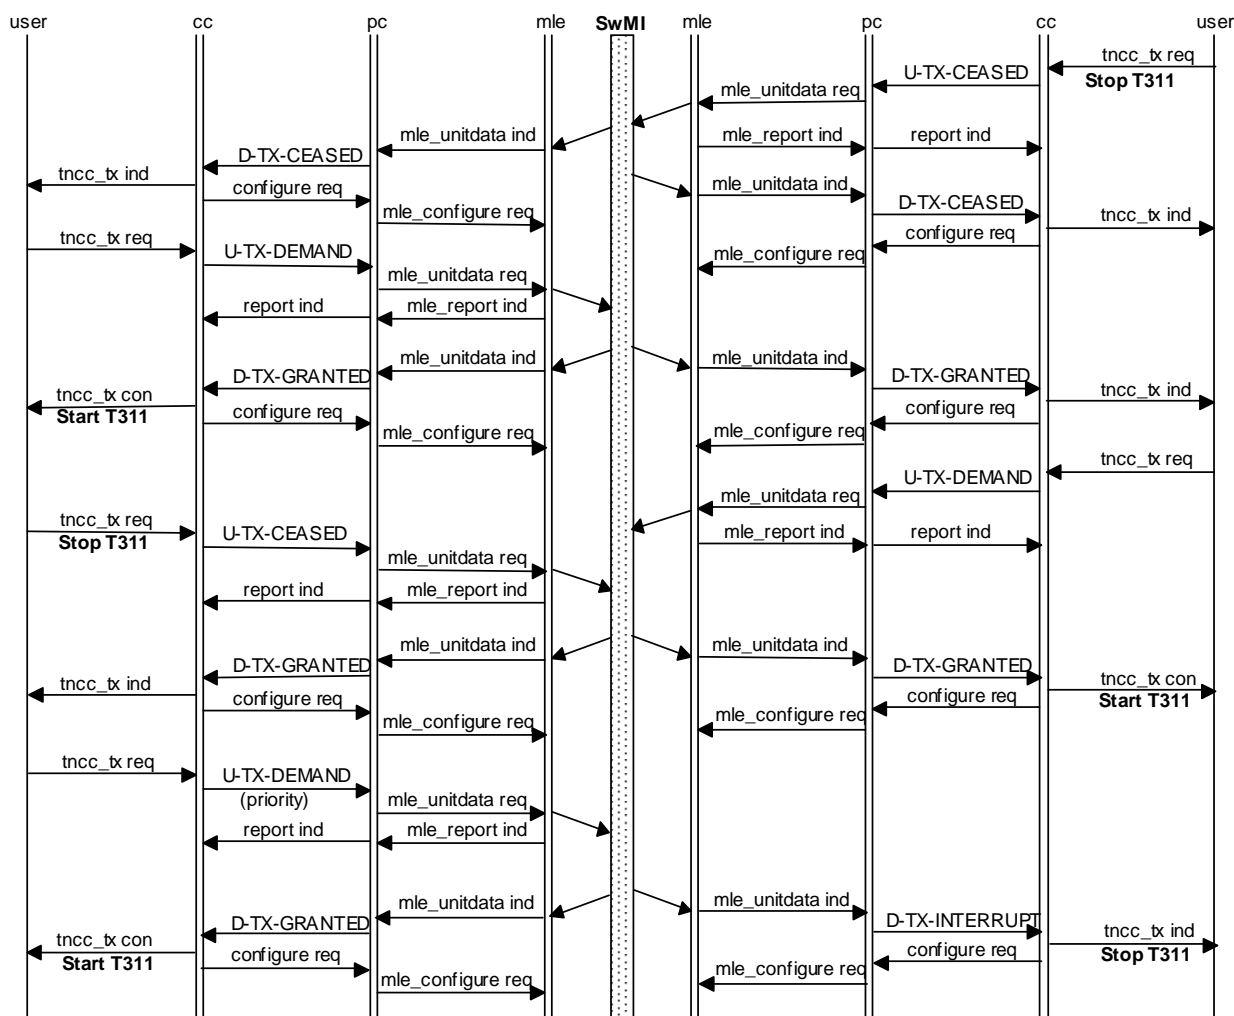 user cc pc mle SwMI mle pc cc user
tncc_tx req
U-TX-CEASED
Stop T311
mle_unitdata req
mle_unitdata ind
mle_report ind
report ind
D-TX-CEASED
tncc_tx ind
configure req
mle_unitdata ind
D-TX-CEASED
mle_configure req
tncc_tx ind
tncc_tx req
configure req
U-TX-DEMAND
mle_configure req
mle_unitdata req
report ind
mle_report ind
mle_unitdata ind
mle_unitdata ind
D-TX-GRANTED
D-TX-GRANTED
tncc_tx con
tncc_tx ind
Start T311
configure req
configure req
mle_configure req
mle_configure req
tncc_tx req
U-TX-DEMAND
mle_unitdata req
tncc_tx req
Stop T311
U-TX-CEASED
mle_report ind
report ind
mle_unitdata req
report ind
mle_report ind
mle_unitdata ind
mle_unitdata ind
D-TX-GRANTED
D-TX-GRANTED
tncc_tx ind
tncc_tx con
Start T311
configure req
configure req
mle_configure req
mle_configure req
tncc_tx req
U-TX-DEMAND
(priority)
mle_unitdata req
report ind
mle_report ind
mle_unitdata ind
mle_unitdata ind
D-TX-GRANTED
D-TX-INTERRUPT
tncc_tx con
tncc_tx ind
Start T311
Stop T311
configure req
configure req
mle_configure req
mle_configure req